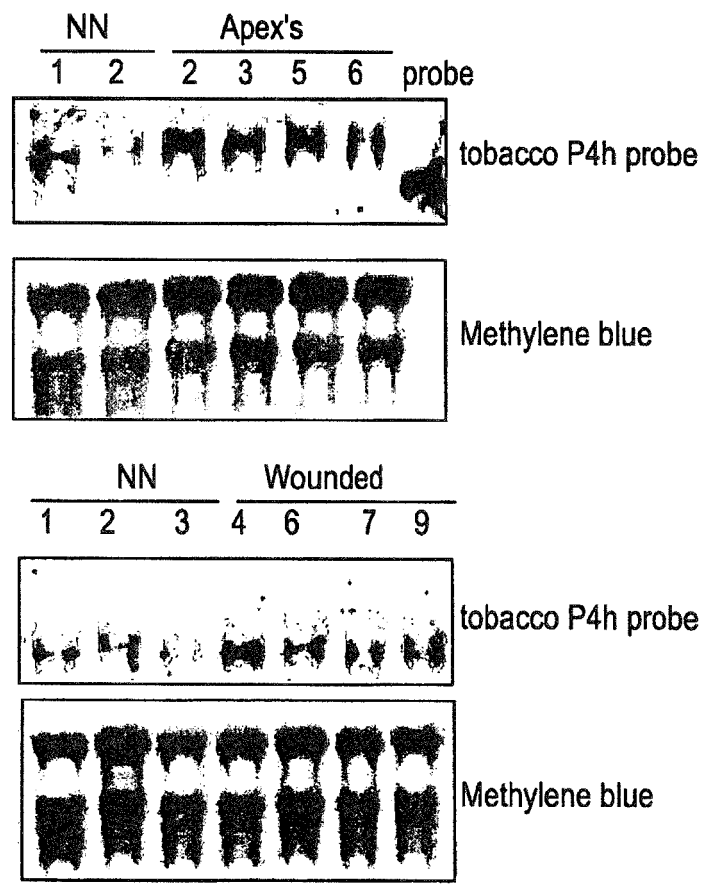 NN Apex's
1 2 2 3 5 6 probe
tobacco P4h probe
Methylene blue
NN Wounded
1 2 3 4 6 7 9
tobacco P4h probe
Methylene blue